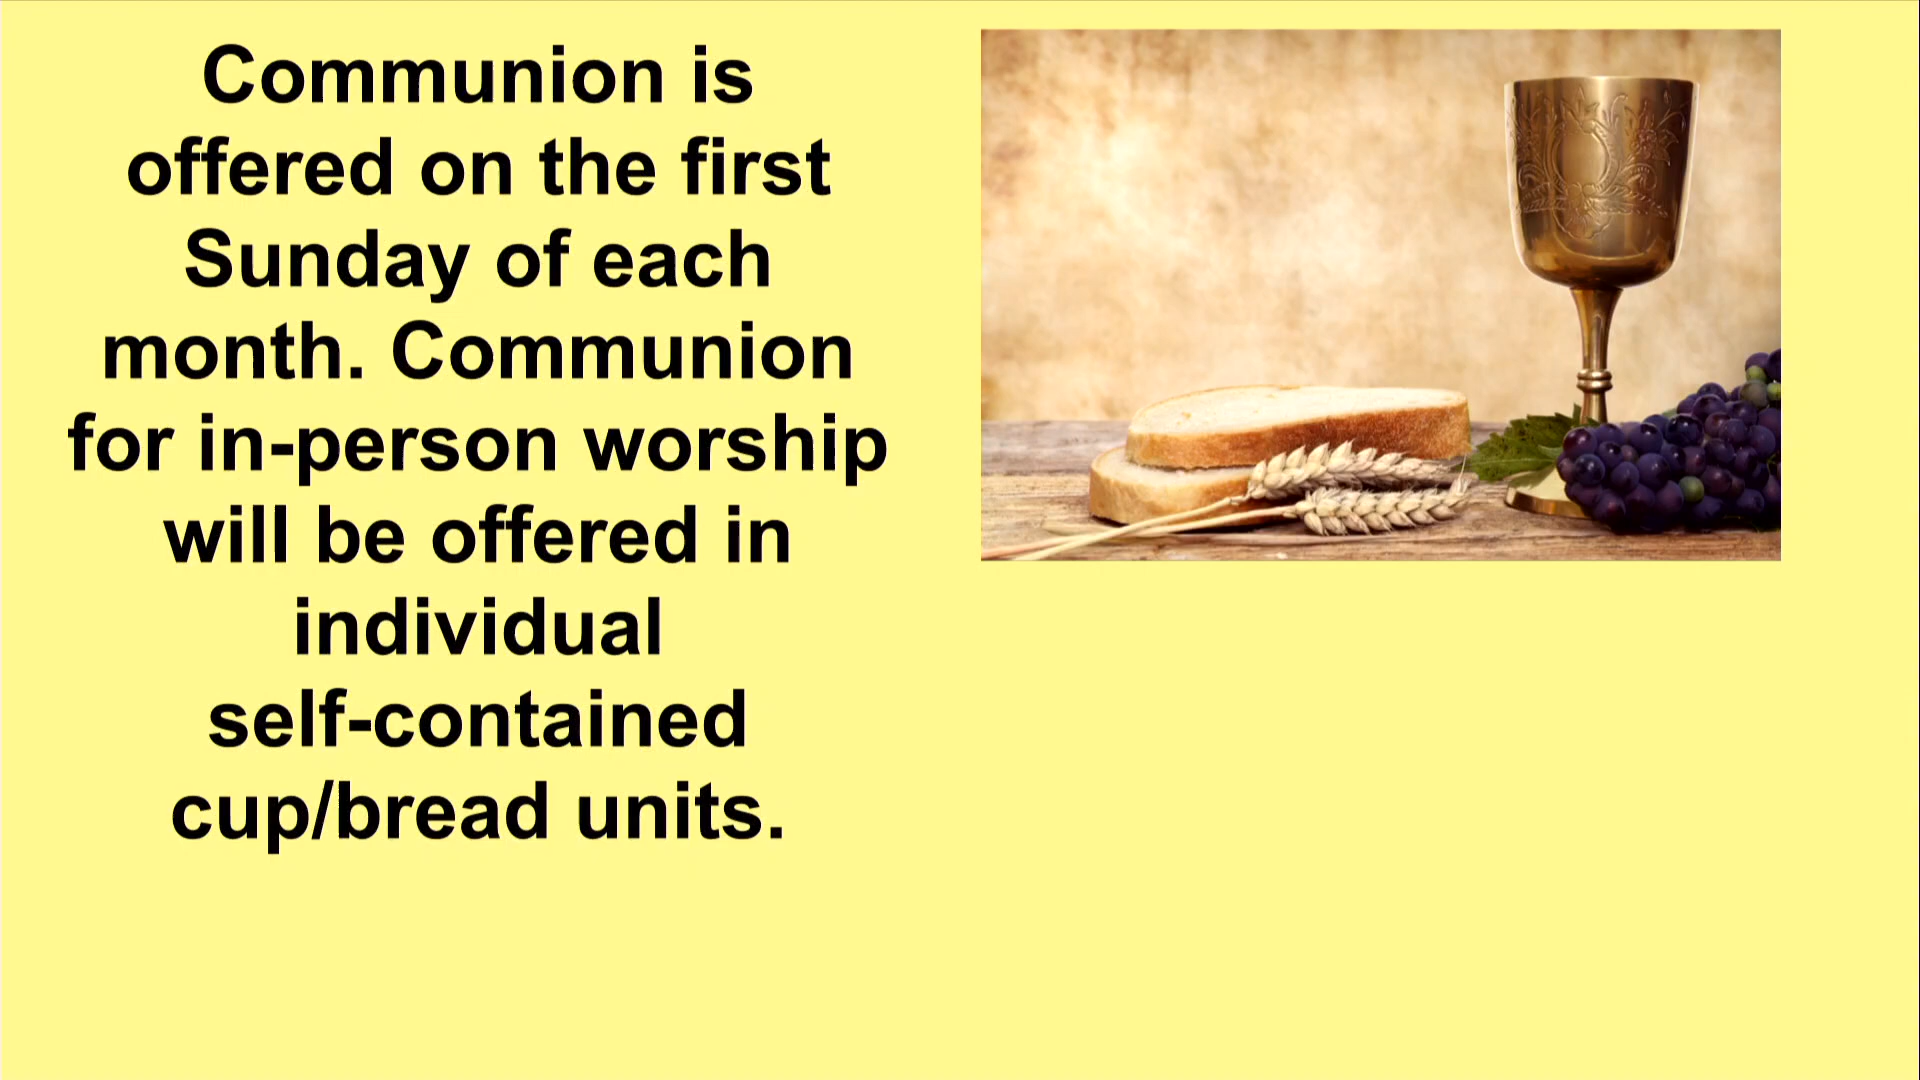 Communion is
offered on the first
Sunday of each
month. Communion
for in-person worship
will be offered in
individual
self-contained
cup/bread units.